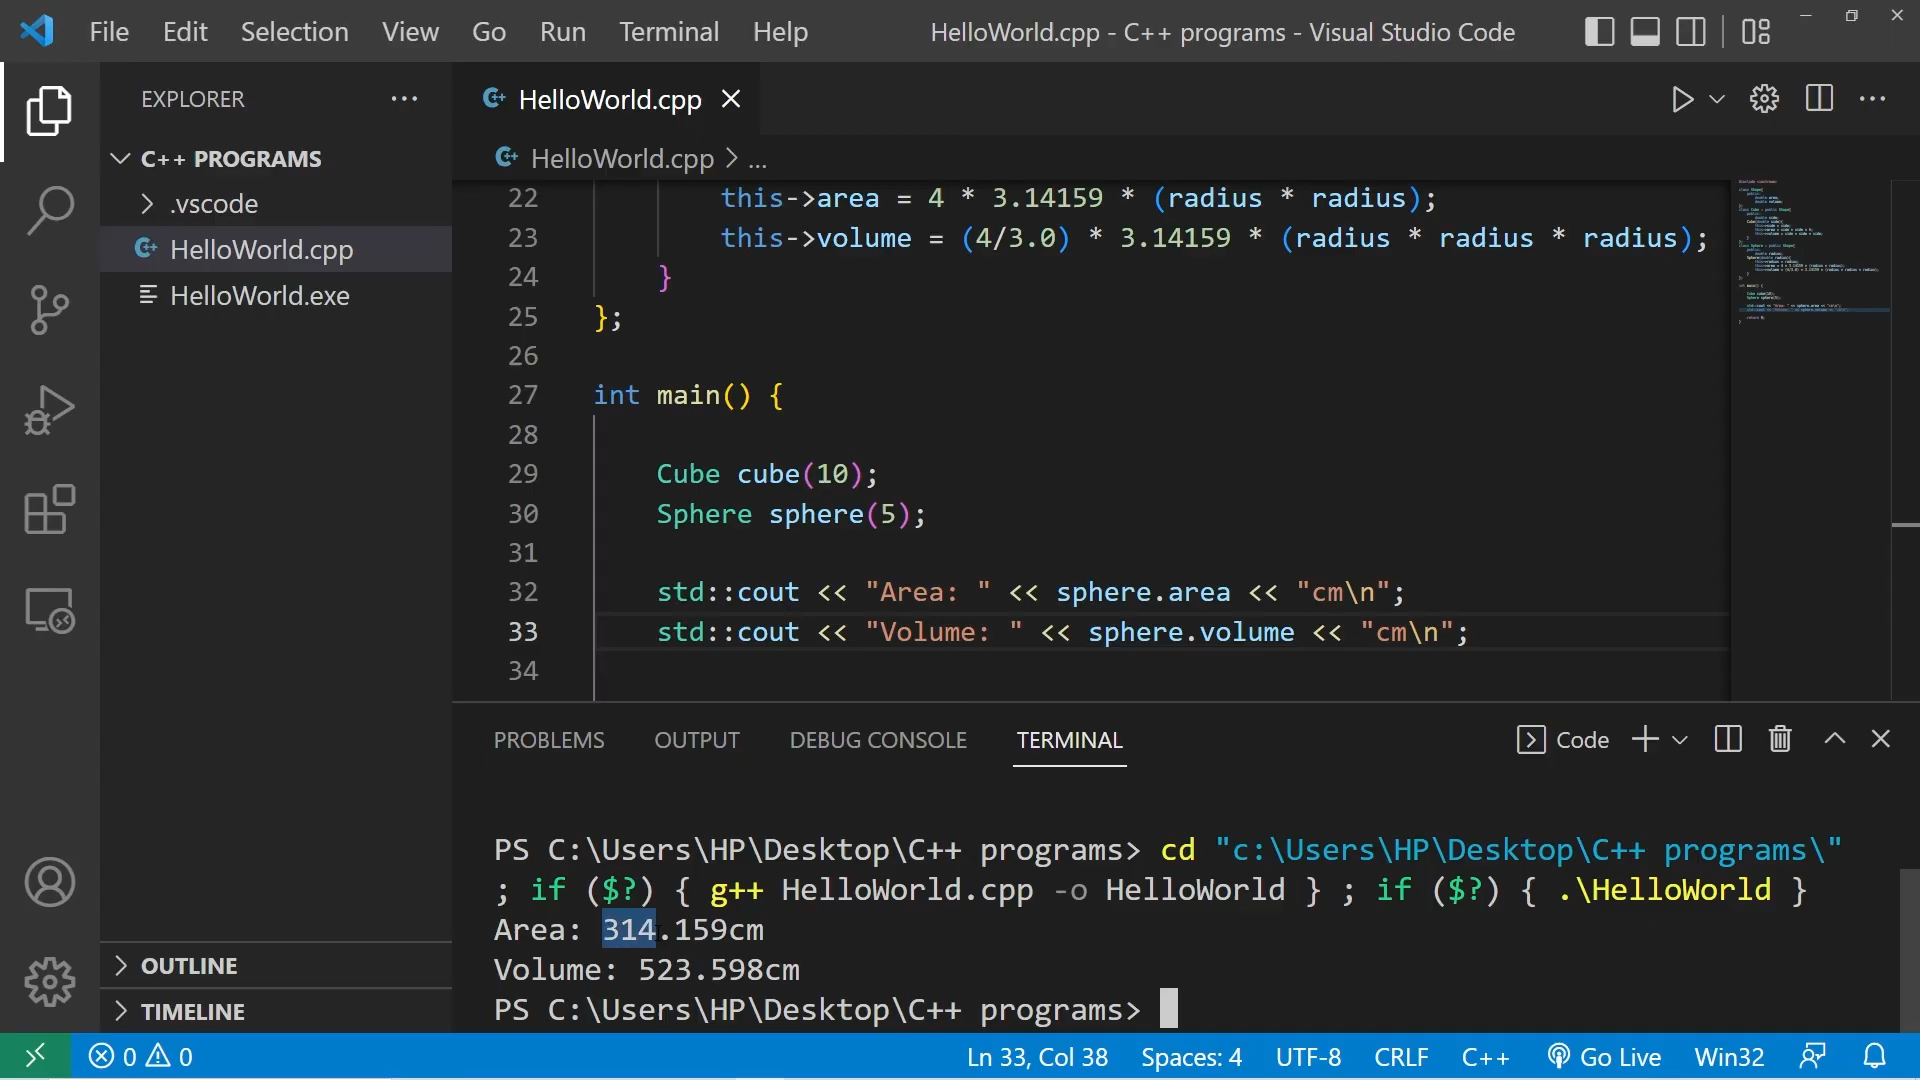 File Edit Selection View Go Run Terminal Help HelloWorld.cpp - C++ programs - Visual Studio Code
EXPLORER
C++ PROGRAMS
.vscode
HelloWorld.cpp
HelloWorld.exe
OUTLINE
TIMELINE
HelloWorld.cpp
HelloWorld.cpp > ...
22 this->area = 4 * 3.14159 * (radius * radius);
23 this->volume = (4/3.0) * 3.14159 * (radius * radius * radius);
24 }
25 };
26
27 int main() {
28
29 Cube cube(10);
30 Sphere sphere(5);
31
32 std::cout << "Area: " << sphere.area << "cm\n";
33 std::cout << "Volume: " << sphere.volume << "cm\n";
34
PROBLEMS OUTPUT DEBUG CONSOLE TERMINAL Code
PS C:\Users\HP\Desktop\C++ programs> cd "c:\Users\HP\Desktop\C++ programs\"
; if ($?) { g++ HelloWorld.cpp -o HelloWorld } ; if ($?) { .\HelloWorld }
Area: 314.159cm
Volume: 523.598cm
PS C:\Users\HP\Desktop\C++ programs>
0 0 Ln 33, Col 38 Spaces: 4 UTF-8 CRLF C++ Go Live Win32